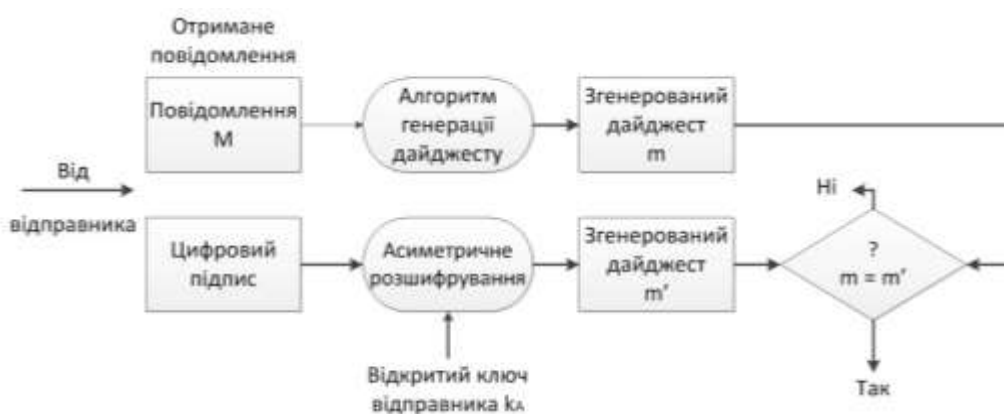 Отримане
повідомлення
Повідомлення
М
Алгоритм
генерації
дайджесту
Згенерований
дайджест
m
Від
відправника
Ні
Цифровий
підпис
Асиметричне
розшифрування
Згенерований
дайджест
m′
?
m = m′
Відкритий ключ
відправника kA
Так